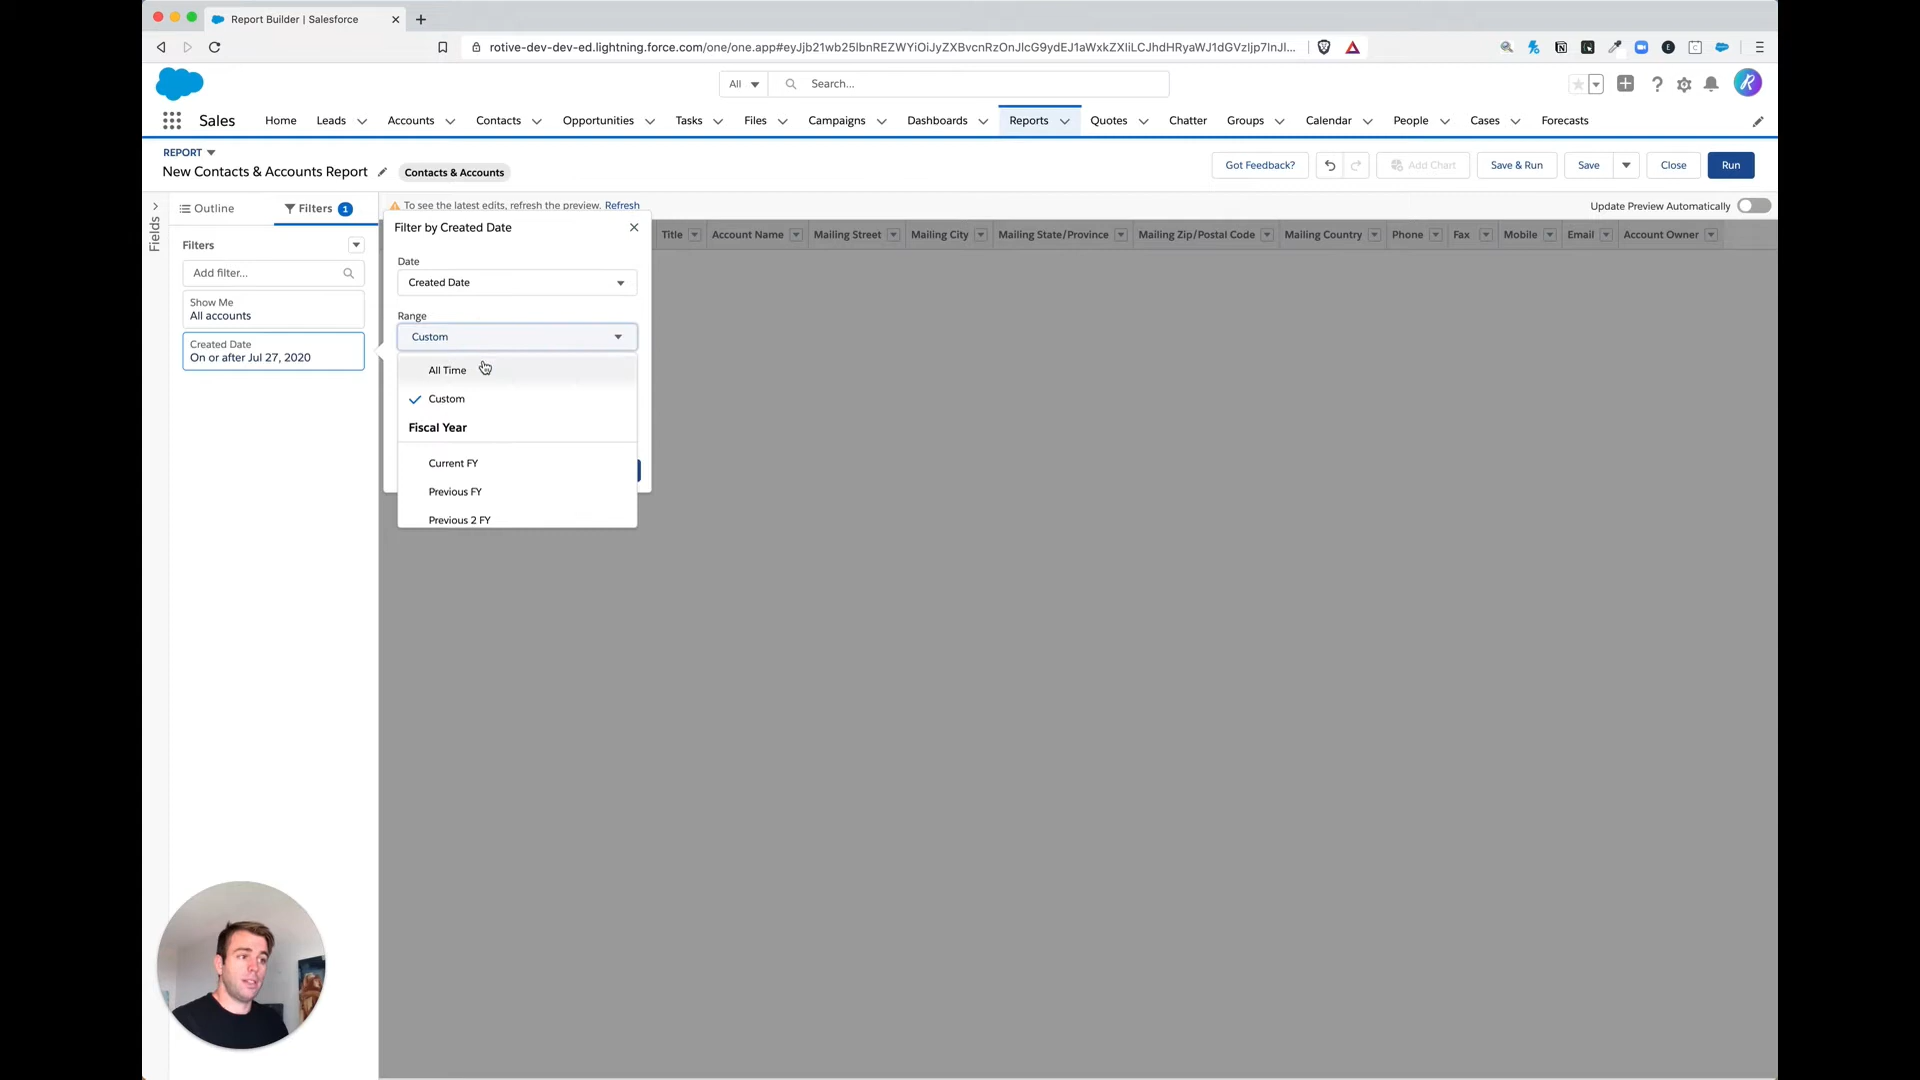 Report Builder | Salesforce
rotive-dev-dev-ed.lightning.force.com/one/one.app#eyJjb21wb25lbnREZWYiOiJyZXBvcnRzOnJlcG9ydEJ1aWxkZXIiLCJhdHRyaWJ1dGVzIjp7InJl...
All
Search...
Sales
Home
Leads
Accounts
Contacts
Opportunities
Tasks
Files
Campaigns
Dashboards
Reports
Quotes
Chatter
Groups
Calendar
People
Cases
Forecasts
REPORT
New Contacts & Accounts Report
Contacts & Accounts
Got Feedback?
Add Chart
Save & Run
Save
Close
Run
Fields
Outline
Filters 1
To see the latest edits, refresh the preview. Refresh
Update Preview Automatically
Filters
Add filter...
Show Me
All accounts
Created Date
On or after Jul 27, 2020
Filter by Created Date
Date
Created Date
Range
Custom
All Time
Custom
Fiscal Year
Current FY
Previous FY
Previous 2 FY
Title
Account Name
Mailing Street
Mailing City
Mailing State/Province
Mailing Zip/Postal Code
Mailing Country
Phone
Fax
Mobile
Email
Account Owner